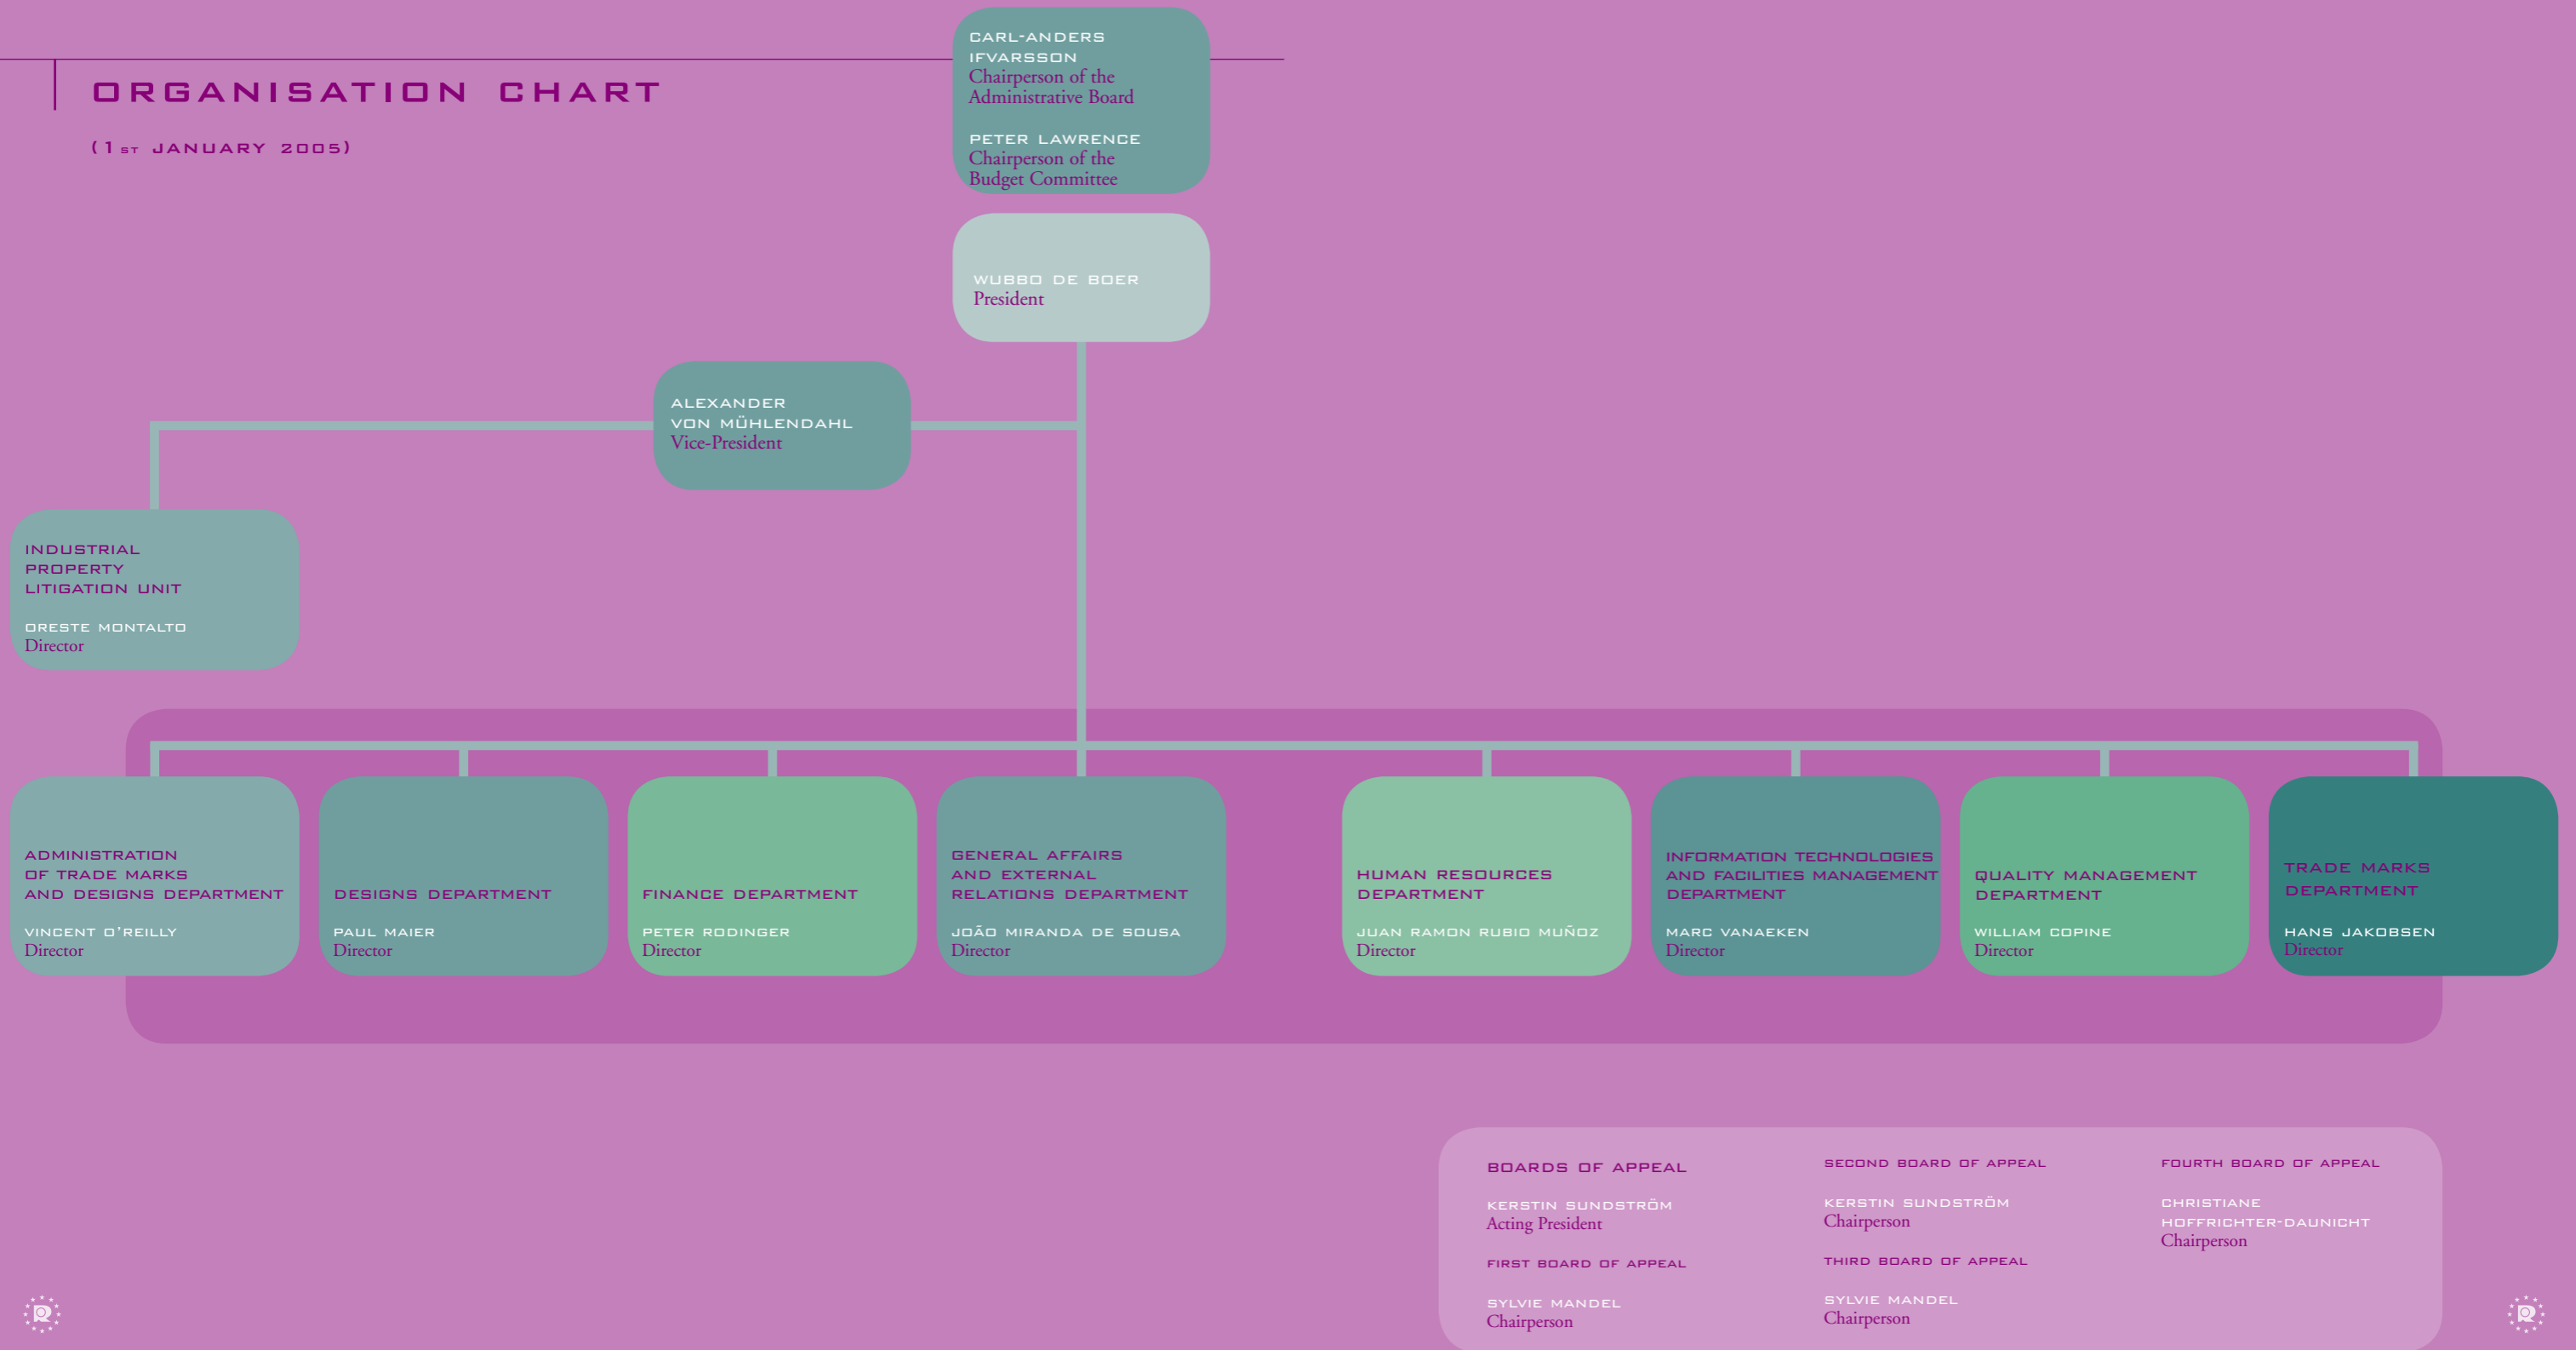 CARL-ANDERS
IFVARSSON
Chairperson of the
Administrative Board
PETER LAWRENCE
Chairperson of the
Budget Committee
ORGANISATION CHART
(1ST JANUARY 2005)
WUBBO DE BOER
President
ALEXANDER
VON MÜHLENDAHL
Vice-President
INDUSTRIAL
PROPERTY
LITIGATION UNIT
ORESTE MONTALTO
Director
ADMINISTRATION
OF TRADE MARKS
AND DESIGNS DEPARTMENT
VINCENT O'REILLY
Director
DESIGNS DEPARTMENT
PAUL MAIER
Director
FINANCE DEPARTMENT
PETER RODINGER
Director
GENERAL AFFAIRS
AND EXTERNAL
RELATIONS DEPARTMENT
JOÃO MIRANDA DE SOUSA
Director
HUMAN RESOURCES
DEPARTMENT
JUAN RAMON RUBIO MUÑOZ
Director
INFORMATION TECHNOLOGIES
AND FACILITIES MANAGEMENT
DEPARTMENT
MARC VANAEKEN
Director
QUALITY MANAGEMENT
DEPARTMENT
WILLIAM COPINE
Director
TRADE MARKS
DEPARTMENT
HANS JAKOBSEN
Director
BOARDS OF APPEAL
KERSTIN SUNDSTRÖM
Acting President
FIRST BOARD OF APPEAL
SYLVIE MANDEL
Chairperson
SECOND BOARD OF APPEAL
KERSTIN SUNDSTRÖM
Chairperson
THIRD BOARD OF APPEAL
SYLVIE MANDEL
Chairperson
FOURTH BOARD OF APPEAL
CHRISTIANE
HOFFRICHTER-DAUNICHT
Chairperson